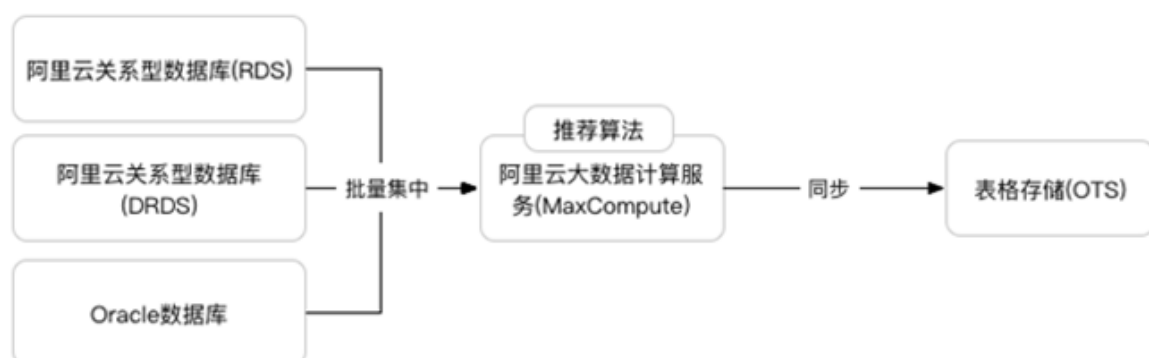 阿里云关系型数据库(RDS)
阿里云关系型数据库
(DRDS)
Oracle数据库
批量集中
推荐算法
阿里云大数据计算服
务(MaxCompute)
同步
表格存储(OTS)